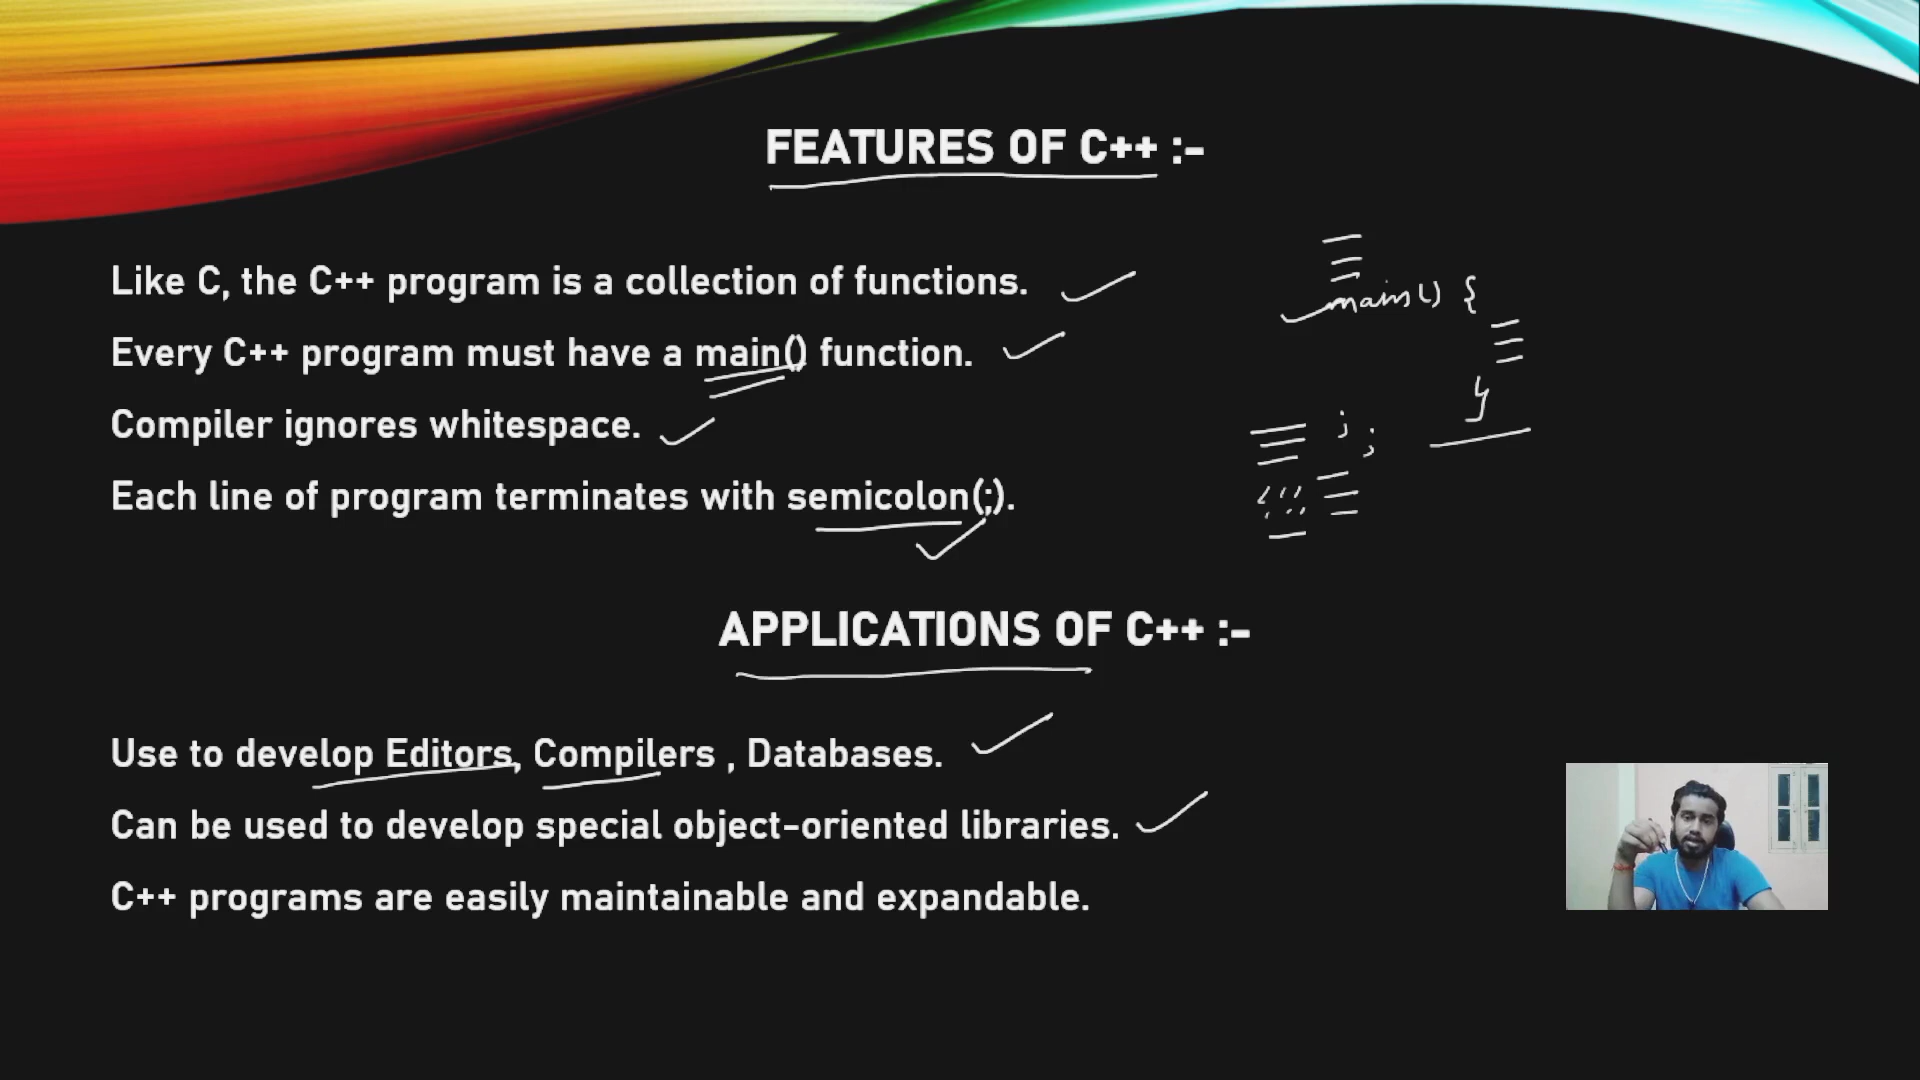 FEATURES OF C++ :-
Like C, the C++ program is a collection of functions.
main() {
Every C++ program must have a main() function.
}
Compiler ignores whitespace.
; ;
Each line of program terminates with semicolon(;).
APPLICATIONS OF C++ :-
Use to develop Editors, Compilers , Databases.
Can be used to develop special object-oriented libraries.
C++ programs are easily maintainable and expandable.